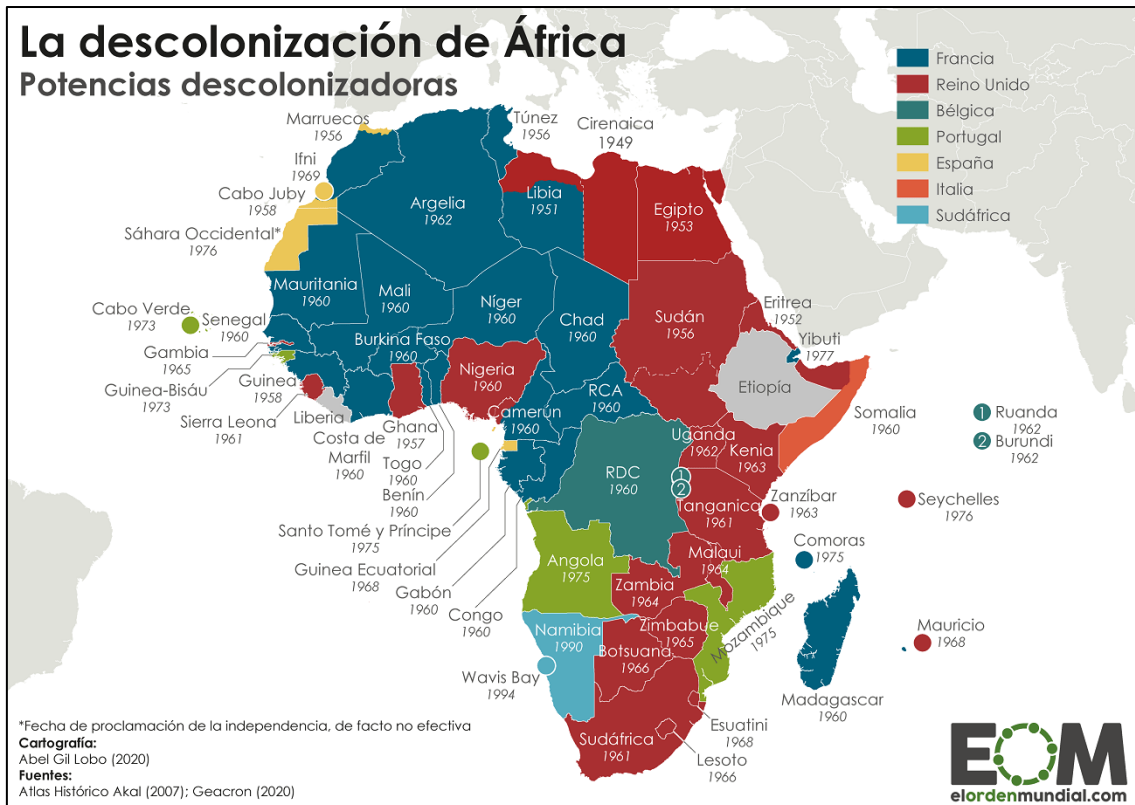 La descolonización de África
Potencias descolonizadoras
Francia
Reino Unido
Bélgica
Portugal
España
Italia
Sudáfrica
Marruecos
1956
Túnez
1956
Cirenaica
1949
Ifni
1969
Cabo Juby
1958
Sáhara Occidental*
1976
Argelia
1962
Libia
1951
Egipto
1953
Mauritania
1960
Mali
1960
Níger
1960
Chad
1960
Sudán
1956
Eritrea
1952
Yibuti
1977
Cabo Verde
1973
Senegal
1960
Gambia
1965
Guinea-Bisáu
1973
Guinea
1958
Sierra Leona
1961
Liberia
Burkina Faso
1960
Costa de
Marfil
1960
Ghana
1957
Togo
1960
Benín
1960
Nigeria
1960
Camerún
1960
RCA
1960
Etiopía
Somalia
1960
1 Ruanda
1962
2 Burundi
1962
Santo Tomé y Príncipe
1975
Guinea Ecuatorial
1968
Gabón
1960
Congo
1960
RDC
1960
Uganda
1962
Kenia
1963
1
2
Tanganica
1961
Zanzíbar
1963
Seychelles
1976
Comoras
1975
Angola
1975
Malaui
1964
Zambia
1964
Zimbabue
1965
Mozambique
1975
Mauricio
1968
Madagascar
1960
Namibia
1990
Botsuana
1966
Wavis Bay
1994
Sudáfrica
1961
Esuatini
1968
Lesoto
1966
*Fecha de proclamación de la independencia, de facto no efectiva
Cartografía:
Abel Gil Lobo (2020)
Fuentes:
Atlas Histórico Akal (2007); Geacron (2020)
EOM
elordenmundial.com